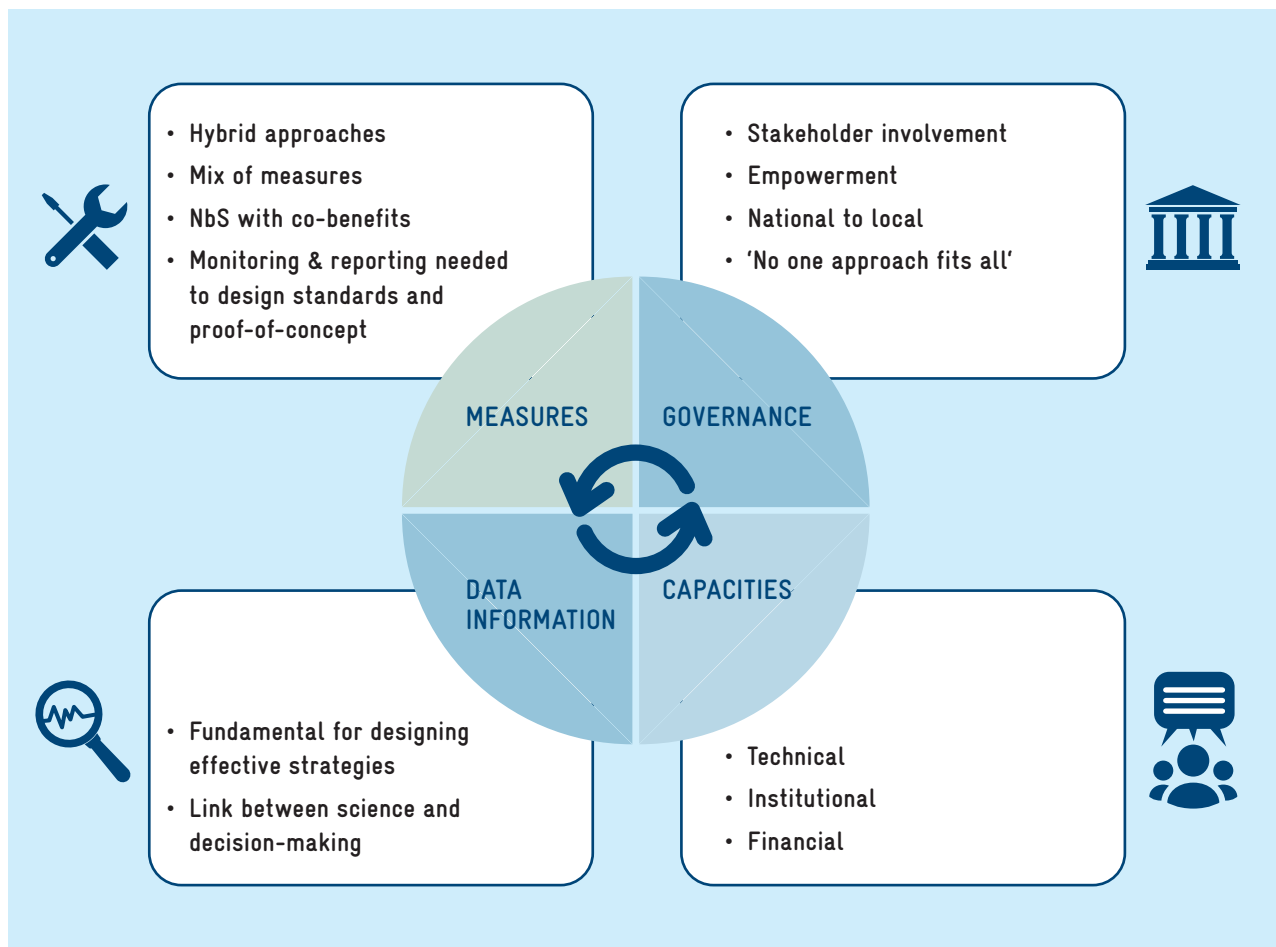 • Hybrid approaches
• Mix of measures
• NbS with co-benefits
• Monitoring & reporting needed
to design standards and
proof-of-concept
• Stakeholder involvement
• Empowerment
• National to local
• ‘No one approach fits all’
MEASURES
GOVERNANCE
DATA
INFORMATION
CAPACITIES
• Fundamental for designing
effective strategies
• Link between science and
decision-making
• Technical
• Institutional
• Financial